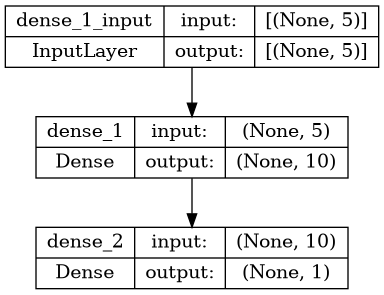 dense_1_input input: [(None, 5)]
InputLayer output: [(None, 5)]
dense_1 input: (None, 5)
Dense output: (None, 10)
dense_2 input: (None, 10)
Dense output: (None, 1)